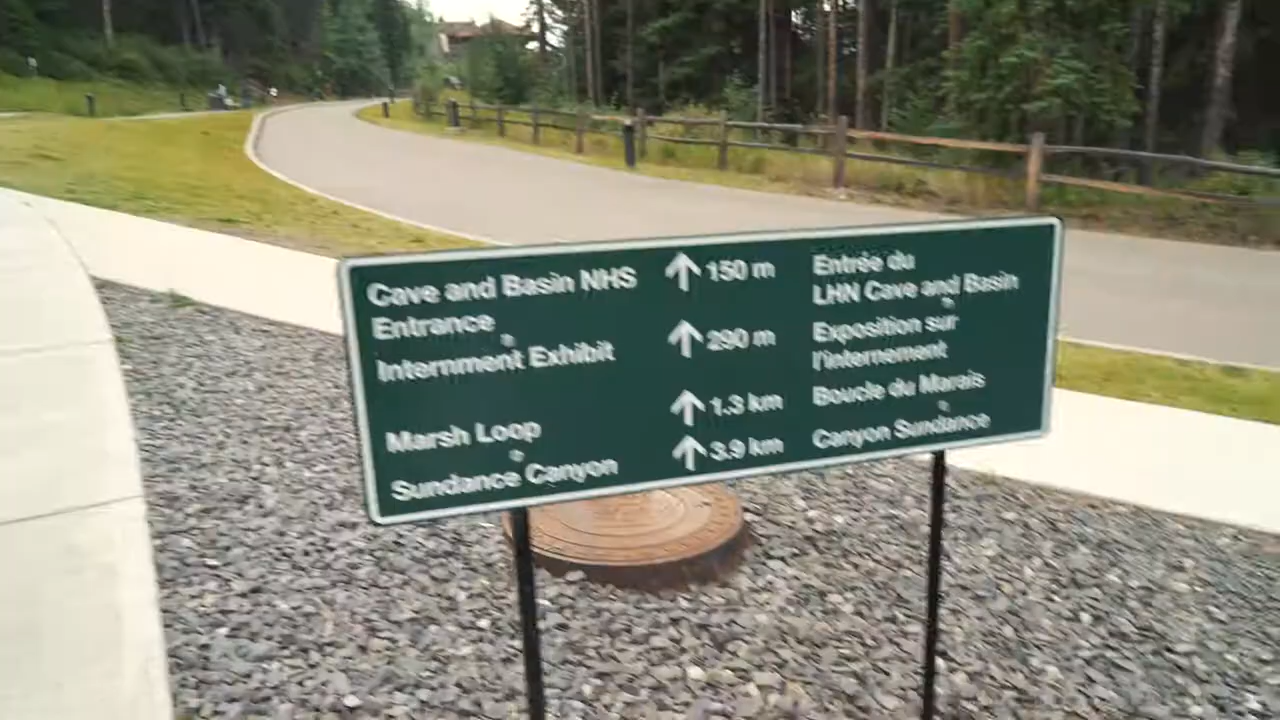 Cave and Basin NHS
Entrance
↑ 150 m
Entrée du
LHN Cave and Basin
Internment Exhibit
↑ 290 m
Exposition sur
l'internement
Marsh Loop
↑ 1.3 km
Boucle du Marais
Sundance Canyon
↑ 3.9 km
Canyon Sundance